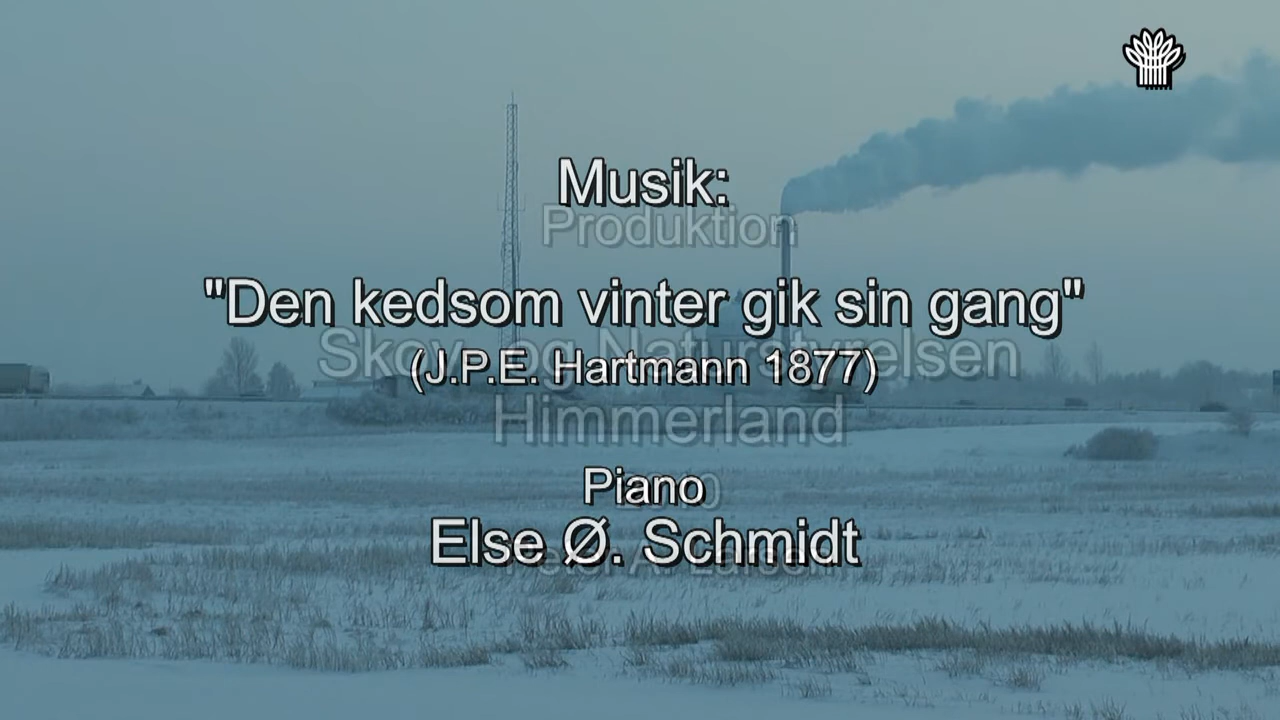 Musik:
Produktion
"Den kedsom vinter gik sin gang"
Skov- og Naturstyrelsen
(J.P.E. Hartmann 1877)
Himmerland
Piano
Else Ø. Schmidt